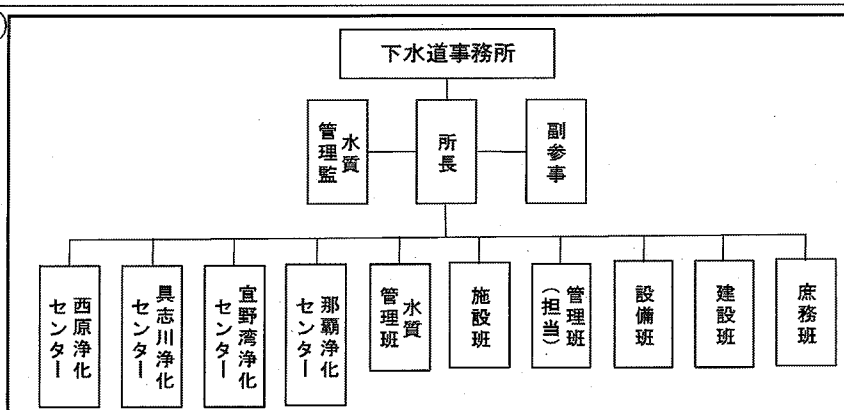 下水道事務所
水質
管理監
所長
副参事
西原浄化
センター
具志川浄化
センター
宜野湾浄化
センター
那覇浄化
センター
水質
管理班
施設班
管理班
(担当)
設備班
建設班
庶務班